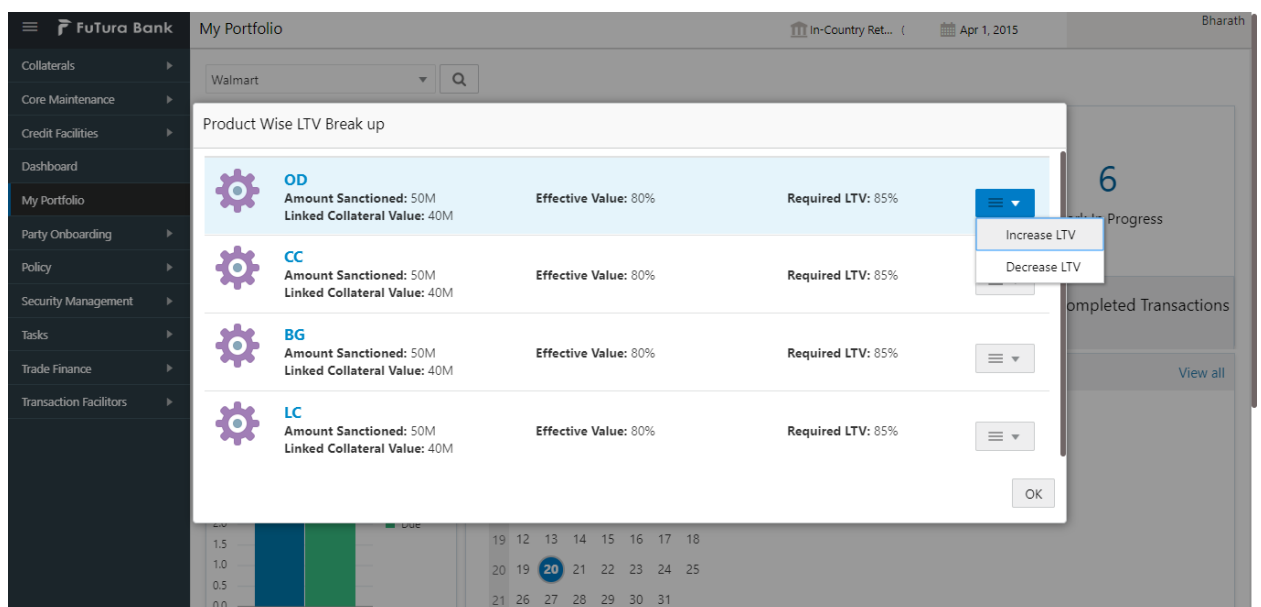 FuTura Bank
My Portfolio
In-Country Ret... (
Apr 1, 2015
Bharath
Collaterals
Core Maintenance
Credit Facilities
Dashboard
My Portfolio
Party Onboarding
Policy
Security Management
Tasks
Trade Finance
Transaction Facilitors
Walmart
Product Wise LTV Break up
OD
Amount Sanctioned: 50M
Linked Collateral Value: 40M
Effective Value: 80%
Required LTV: 85%
Increase LTV
Decrease LTV
CC
Amount Sanctioned: 50M
Linked Collateral Value: 40M
Effective Value: 80%
Required LTV: 85%
BG
Amount Sanctioned: 50M
Linked Collateral Value: 40M
Effective Value: 80%
Required LTV: 85%
LC
Amount Sanctioned: 50M
Linked Collateral Value: 40M
Effective Value: 80%
Required LTV: 85%
OK
6
Progress
ompleted Transactions
View all
2.0
1.5
1.0
0.5
0.0
Due
19 12 13 14 15 16 17 18
20 19 20 21 22 23 24 25
21 26 27 28 29 30 31